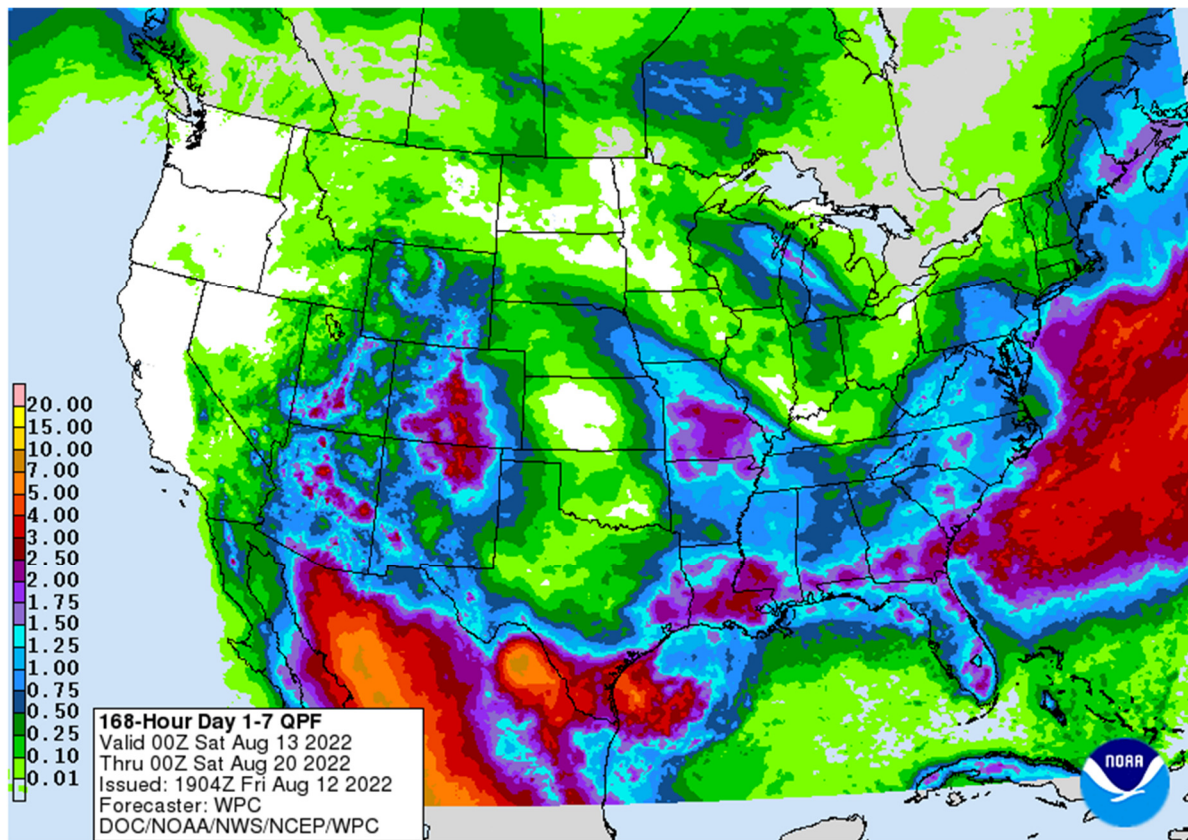 20.00
15.00
10.00
7.00
5.00
4.00
3.00
2.50
2.00
1.75
1.50
1.25
1.00
0.75
0.50
0.25
0.10
0.01
168-Hour Day 1-7 QPF
Valid 00Z Sat Aug 13 2022
Thru 00Z Sat Aug 20 2022
Issued: 1904Z Fri Aug 12 2022
Forecaster: WPC
DOC/NOAA/NWS/NCEP/WPC
NOAA